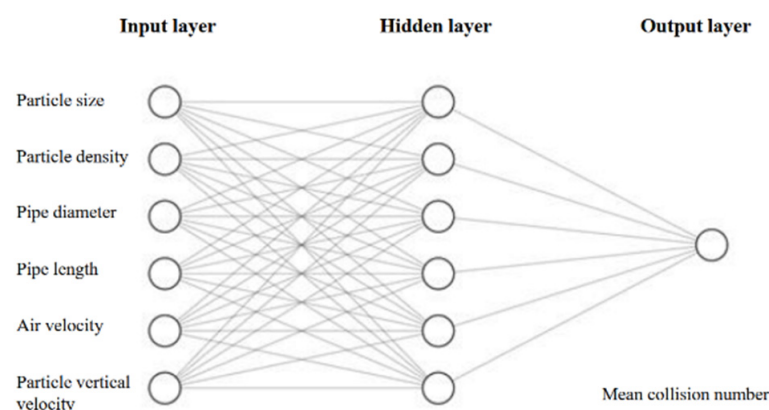 Input layer
Hidden layer
Output layer
Particle size
Particle density
Pipe diameter
Pipe length
Air velocity
Particle vertical
velocity
Mean collision number